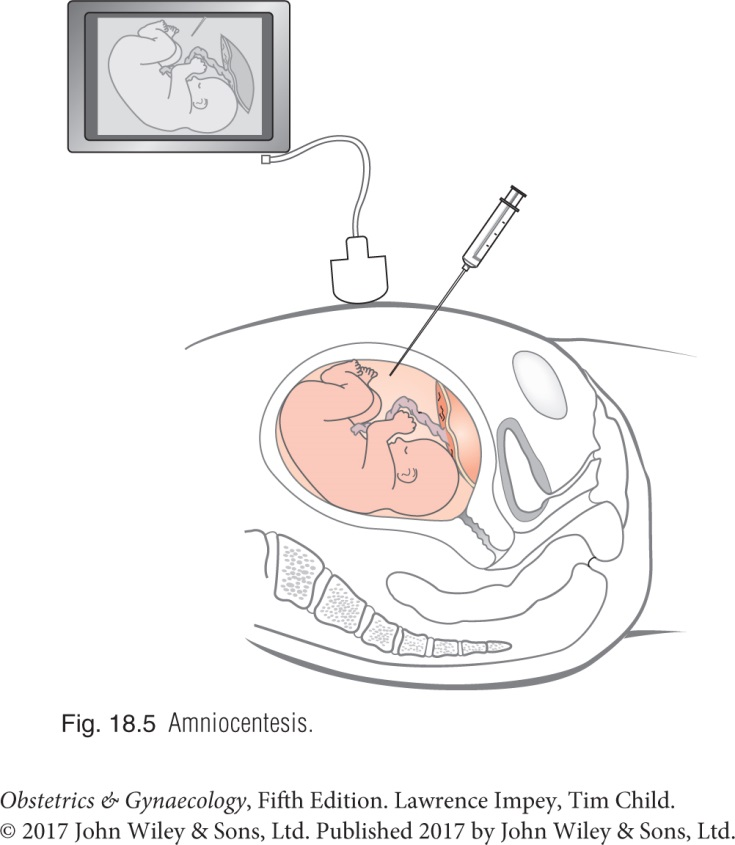 Fig. 18.5 Amniocentesis.
Obstetrics & Gynaecology, Fifth Edition. Lawrence Impey, Tim Child.
© 2017 John Wiley & Sons, Ltd. Published 2017 by John Wiley & Sons, Ltd.